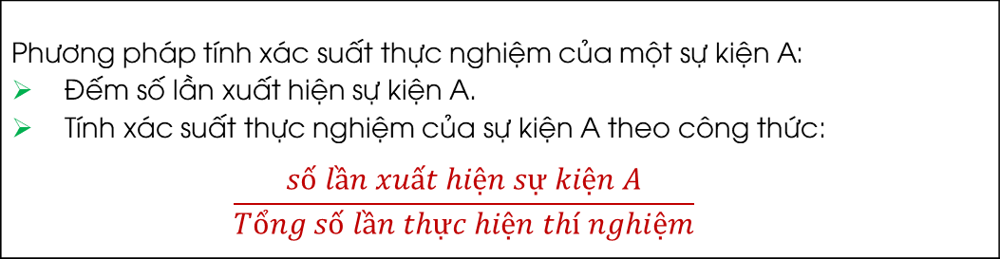 Phương pháp tính xác suất thực nghiệm của một sự kiện A:
➢ Đếm số lần xuất hiện sự kiện A.
➢ Tính xác suất thực nghiệm của sự kiện A theo công thức:
số lần xuất hiện sự kiện A
Tổng số lần thực hiện thí nghiệm